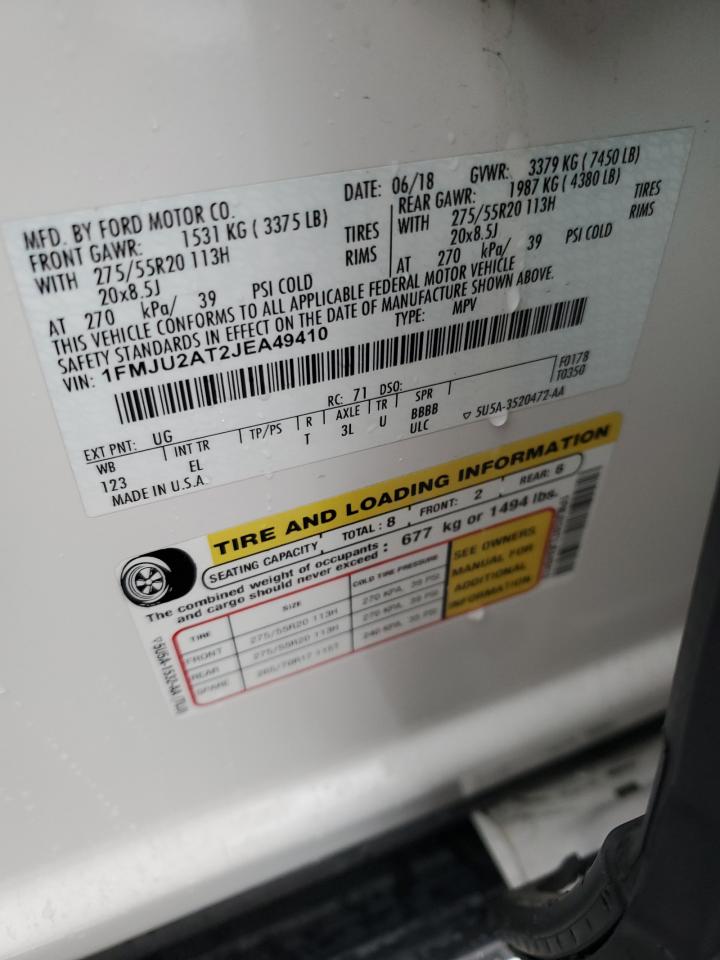 MFD. BY FORD MOTOR CO.
DATE: 06/18 GVWR: 3379 KG ( 7450 LB)
FRONT GAWR: 1531 KG ( 3375 LB)
WITH 275/55R20 113H TIRES
20x8.5J RIMS
AT 270 kPa/ 39 PSI COLD
REAR GAWR: 1987 KG ( 4380 LB)
WITH 275/55R20 113H TIRES
20x8.5J RIMS
AT 270 kPa/ 39 PSI COLD
THIS VEHICLE CONFORMS TO ALL APPLICABLE FEDERAL MOTOR VEHICLE
SAFETY STANDARDS IN EFFECT ON THE DATE OF MANUFACTURE SHOWN ABOVE.
VIN: 1FMJU2AT2JEA49410 TYPE: MPV
F0178
T0350
EXT PNT: UG RC: 71 DSO:
WB INT TR TP/PS R AXLE TR SPR
123 EL T 3L U BBBB
ULC
MADE IN U.S.A. 5U5A-3520472-AA
TIRE AND LOADING INFORMATION
SEATING CAPACITY TOTAL: 8 FRONT: 2 REAR: 6
The combined weight of occupants
and cargo should never exceed : 677 kg or 1494 lbs.
TIRE SIZE COLD TIRE PRESSURE
FRONT 275/55R20 113H 270 KPA, 39 PSI
REAR 275/55R20 113H 270 KPA, 39 PSI
SPARE 265/70R17 115T 240 KPA, 35 PSI
SEE OWNERS
MANUAL FOR
ADDITIONAL
INFORMATION